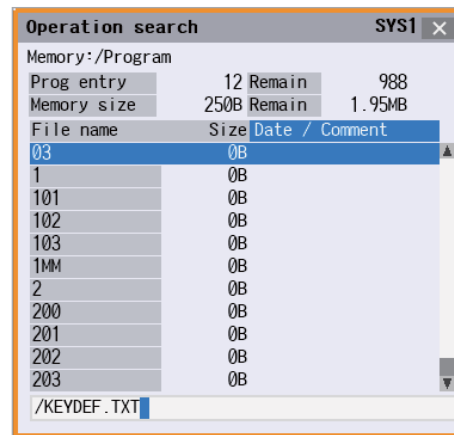 Operation search SYS1 ×
Memory:/Program
Prog entry 12 Remain 988
Memory size 250B Remain 1.95MB
File name Size Date / Comment
03 0B
1 0B
101 0B
102 0B
103 0B
1MM 0B
2 0B
200 0B
201 0B
202 0B
203 0B
/KEYDEF.TXT